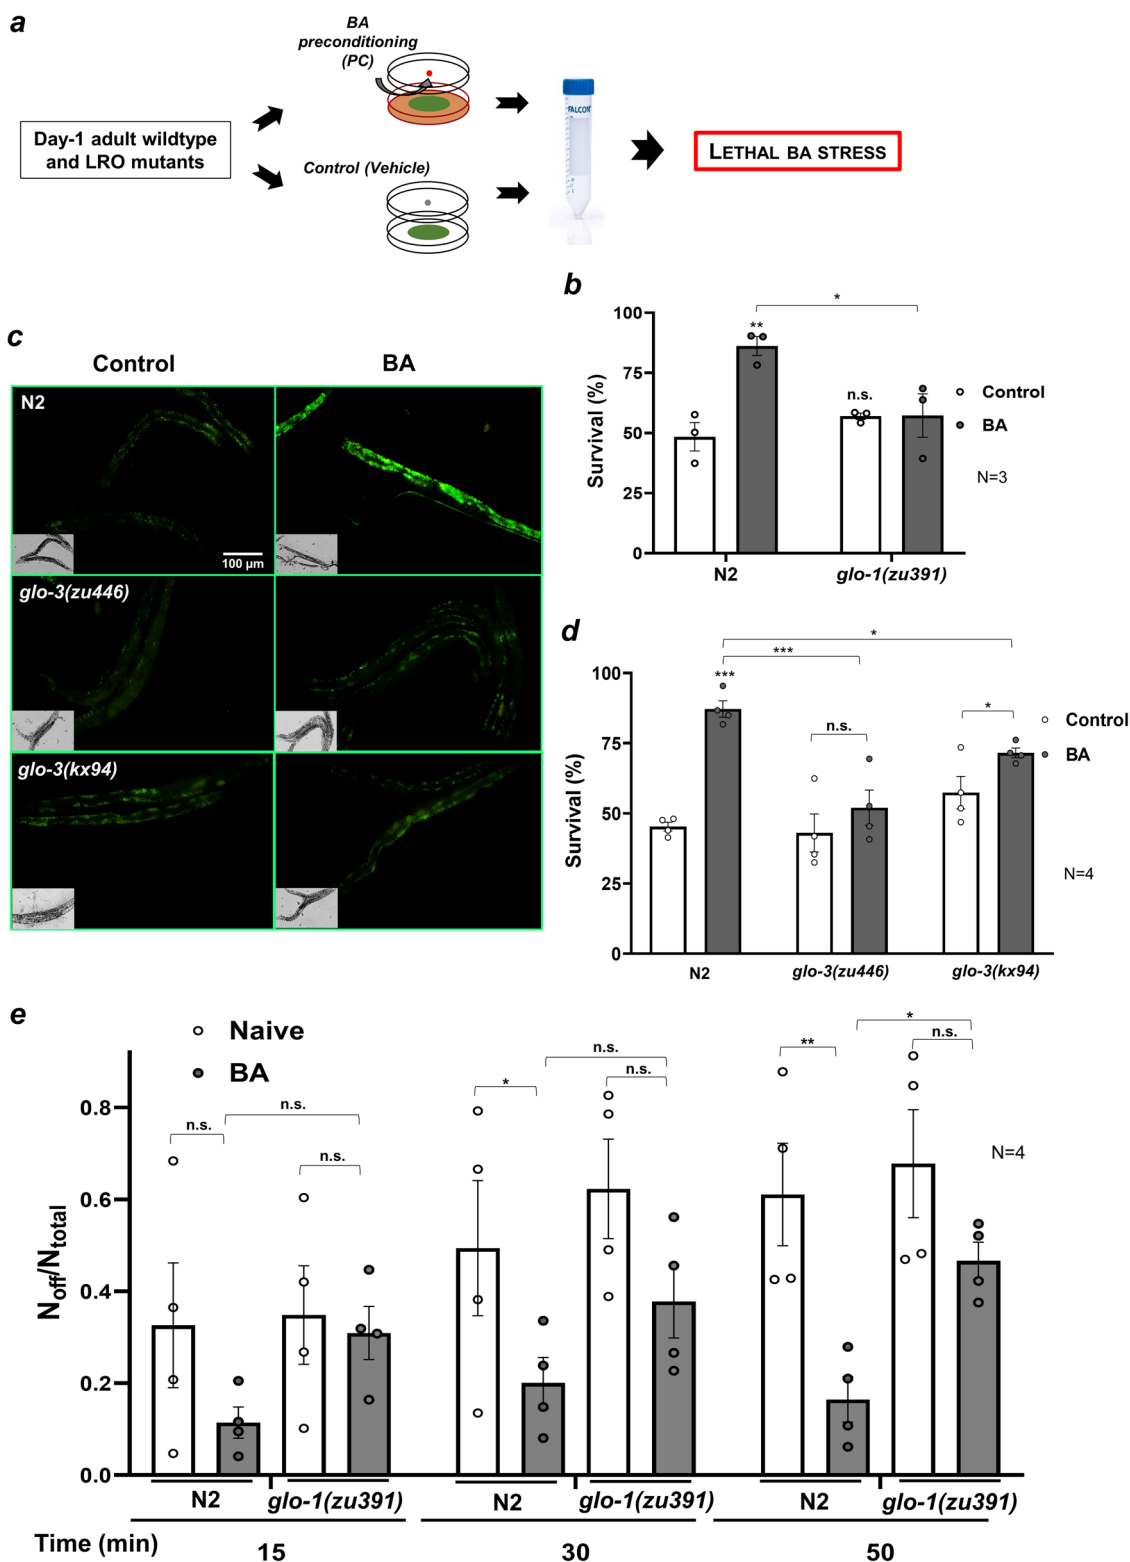 a
BA
preconditioning
(PC)
Day-1 adult wildtype
and LRO mutants
Control (Vehicle)
FALCON
LETHAL BA STRESS
b
*
100
**
75
n.s.
50
25
0
Survival (%)
Control
BA
N=3
N2
glo-1(zu391)
c
Control
BA
N2
100 µm
glo-3(zu446)
glo-3(kx94)
d
*
***
100
***
*
n.s.
75
50
25
0
Survival (%)
Control
BA
N=4
N2
glo-3(zu446)
glo-3(kx94)
e
Naive
BA
*
n.s.
**
n.s.
n.s.
*
n.s.
n.s.
n.s.
N=4
0.8
0.6
0.4
0.2
0.0
Noff/Ntotal
N2
glo-1(zu391)
N2
glo-1(zu391)
N2
glo-1(zu391)
Time (min)
15
30
50